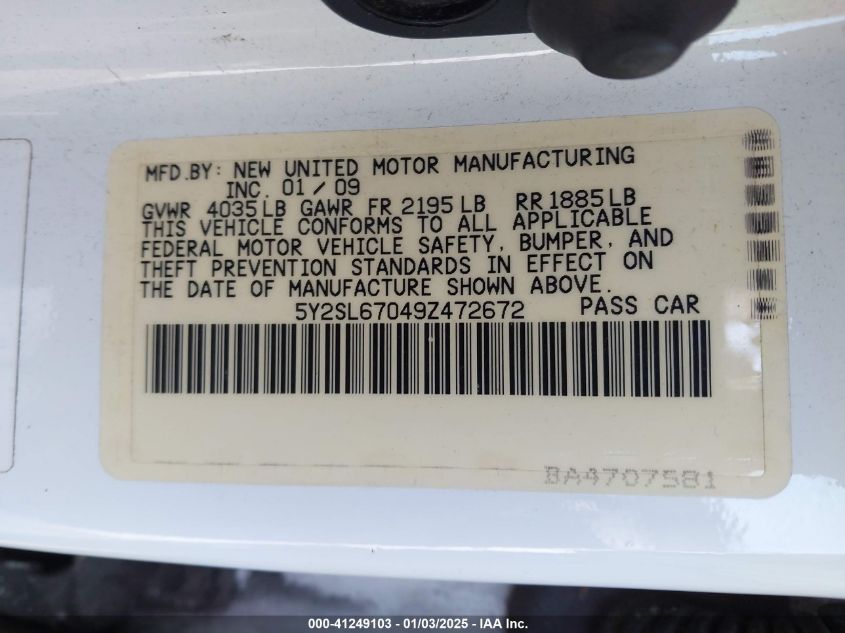 MFD.BY: NEW UNITED MOTOR MANUFACTURING
INC. 01/09
GVWR 4035LB GAWR FR 2195LB RR 1885LB
THIS VEHICLE CONFORMS TO ALL APPLICABLE
FEDERAL MOTOR VEHICLE SAFETY, BUMPER, AND
THEFT PREVENTION STANDARDS IN EFFECT ON
THE DATE OF MANUFACTURE SHOWN ABOVE.
5Y2SL67049Z472672 PASS CAR
BA4707581
000-41249103 - 01/03/2025 - IAA Inc.